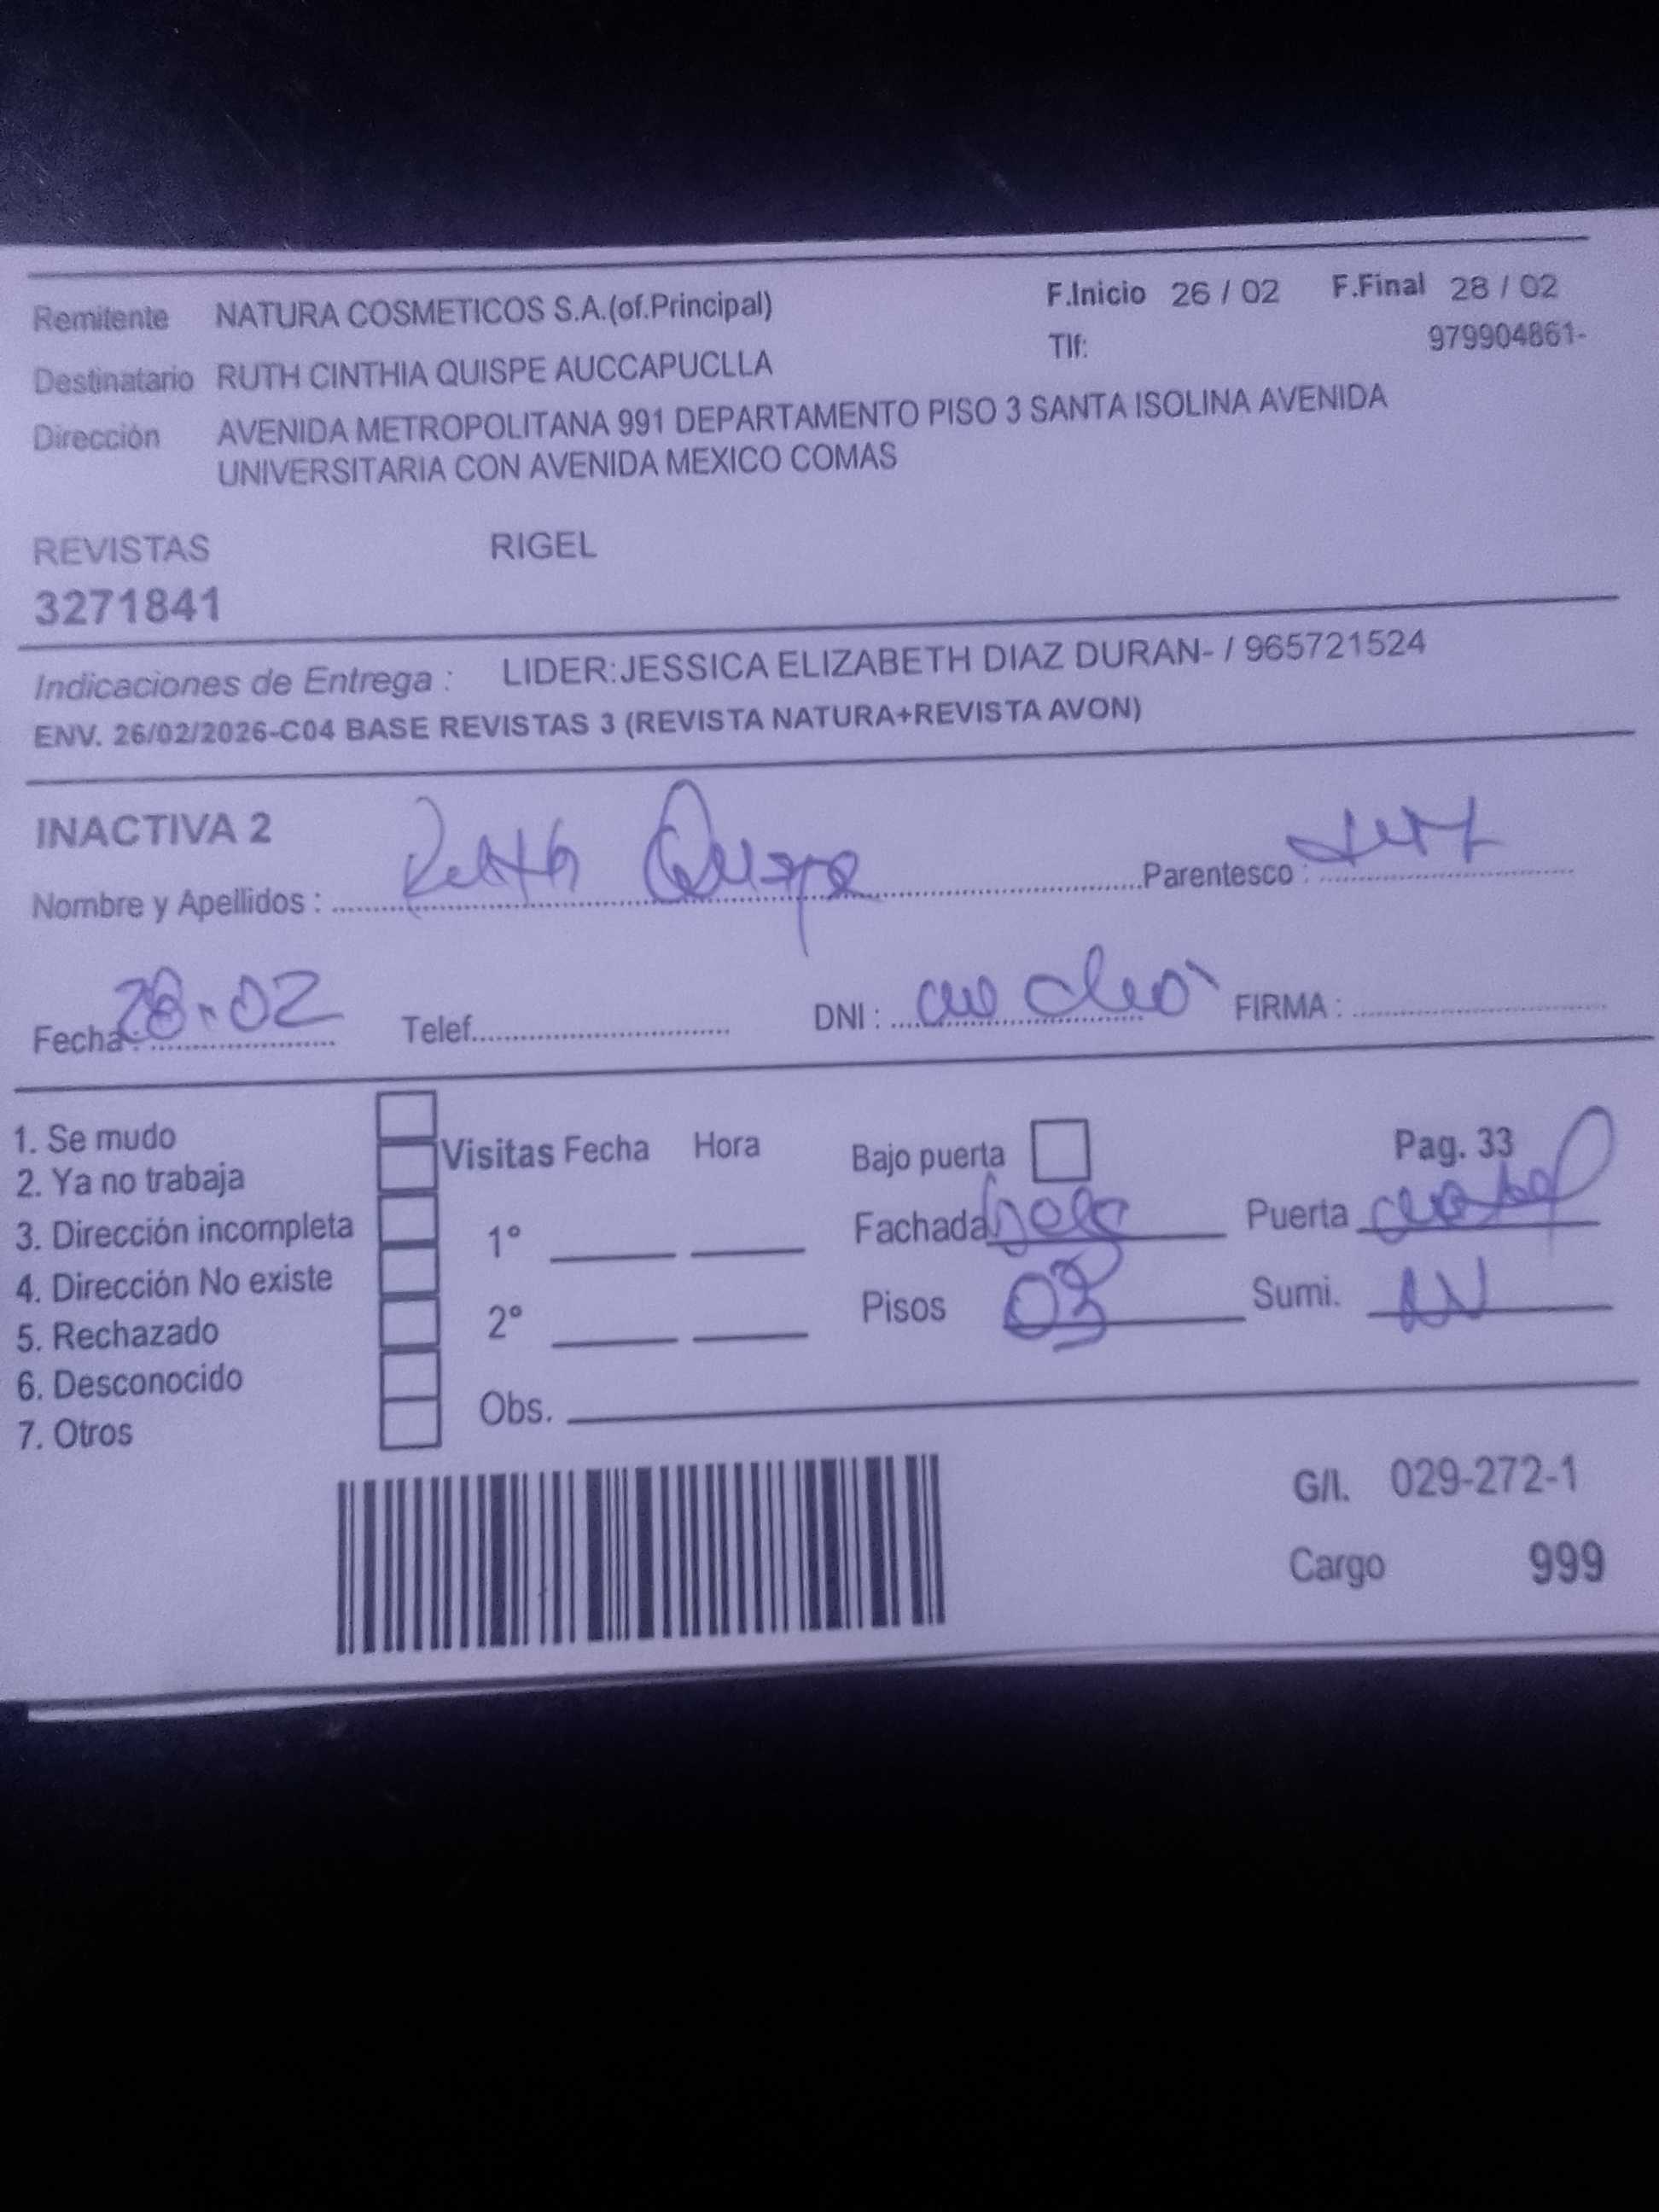 Remitente NATURA COSMETICOS S.A.(of.Principal) F.Inicio 26 / 02 F.Final 28 / 02
Tlf: 979904861-
Destinatario RUTH CINTHIA QUISPE AUCCAPUCLLA
Dirección AVENIDA METROPOLITANA 991 DEPARTAMENTO PISO 3 SANTA ISOLINA AVENIDA
UNIVERSITARIA CON AVENIDA MEXICO COMAS
REVISTAS RIGEL
3271841
Indicaciones de Entrega : LIDER:JESSICA ELIZABETH DIAZ DURAN- / 965721524
ENV. 26/02/2026-C04 BASE REVISTAS 3 (REVISTA NATURA+REVISTA AVON)
INACTIVA 2
Nombre y Apellidos : Ruth Quispe Parentesco :
Fecha : 28-02 Telef. DNI : FIRMA :
1. Se mudo
2. Ya no trabaja
3. Dirección incompleta
4. Dirección No existe
5. Rechazado
6. Desconocido
7. Otros
Visitas Fecha Hora
1°
2°
Obs.
Bajo puerta Pag. 33
Fachada Puerta
Pisos 03 Sumi.
G/l. 029-272-1
Cargo 999